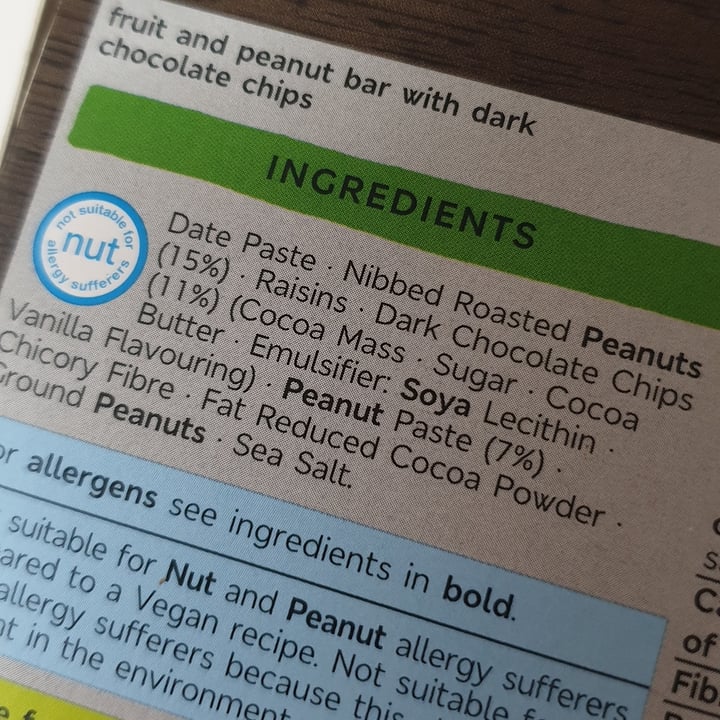 fruit and peanut bar with dark
chocolate chips
INGREDIENTS
not suitable for
nut
allergy sufferers
Date Paste · Nibbed Roasted Peanuts
(15%) · Raisins · Dark Chocolate Chips
(11%) (Cocoa Mass · Sugar · Cocoa
Butter · Emulsifier: Soya Lecithin ·
Vanilla Flavouring) · Peanut Paste (7%) ·
Chicory Fibre · Fat Reduced Cocoa Powder ·
Ground Peanuts · Sea Salt.
or allergens see ingredients in bold.
suitable for Nut and Peanut allergy sufferers
ared to a Vegan recipe. Not suitable f
allergy sufferers because this
nt in the environment
of
Fib